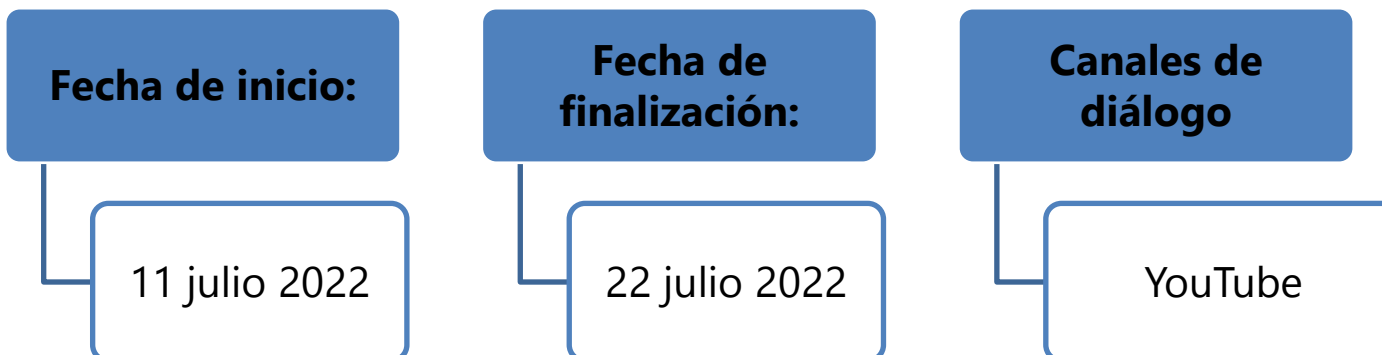 Fecha de inicio:
11 julio 2022
Fecha de
finalización:
22 julio 2022
Canales de
diálogo
YouTube